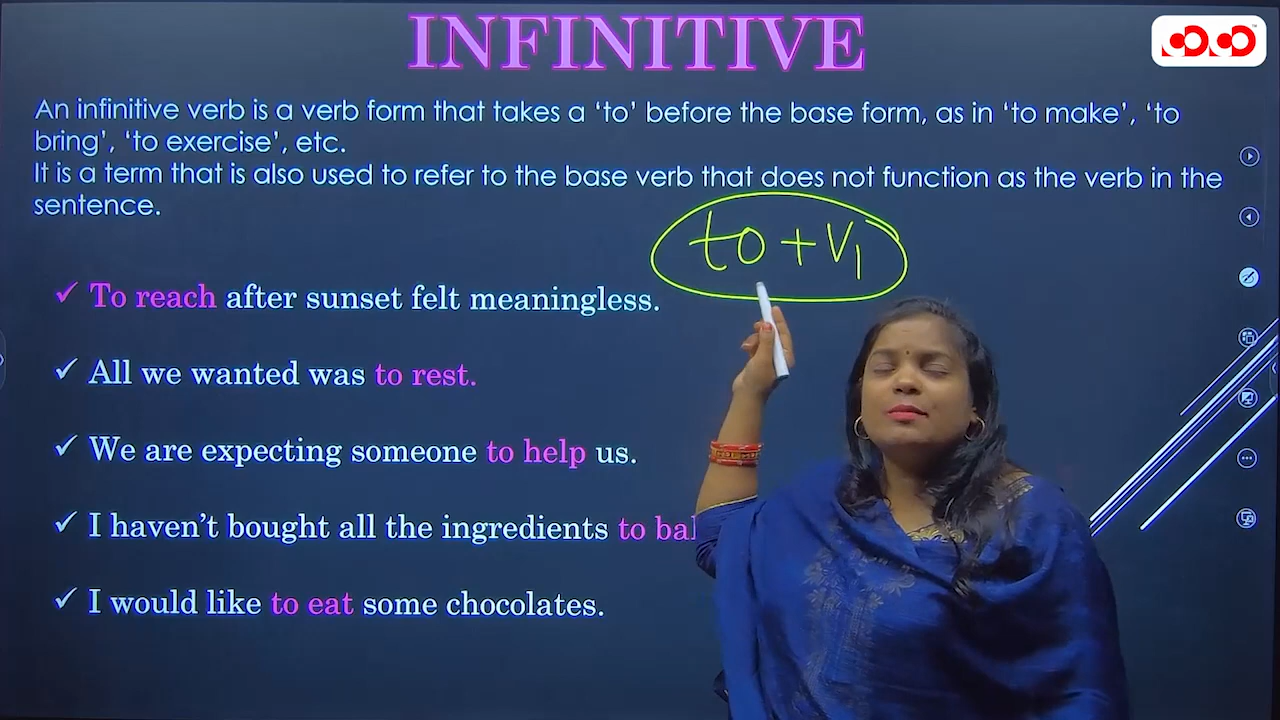 INFINITIVE
An infinitive verb is a verb form that takes a ‘to’ before the base form, as in ‘to make’, ‘to
bring’, ‘to exercise’, etc.
It is a term that is also used to refer to the base verb that does not function as the verb in the
sentence.
to + V1
To reach after sunset felt meaningless.
All we wanted was to rest.
We are expecting someone to help us.
I haven’t bought all the ingredients to
I would like to eat some chocolates.